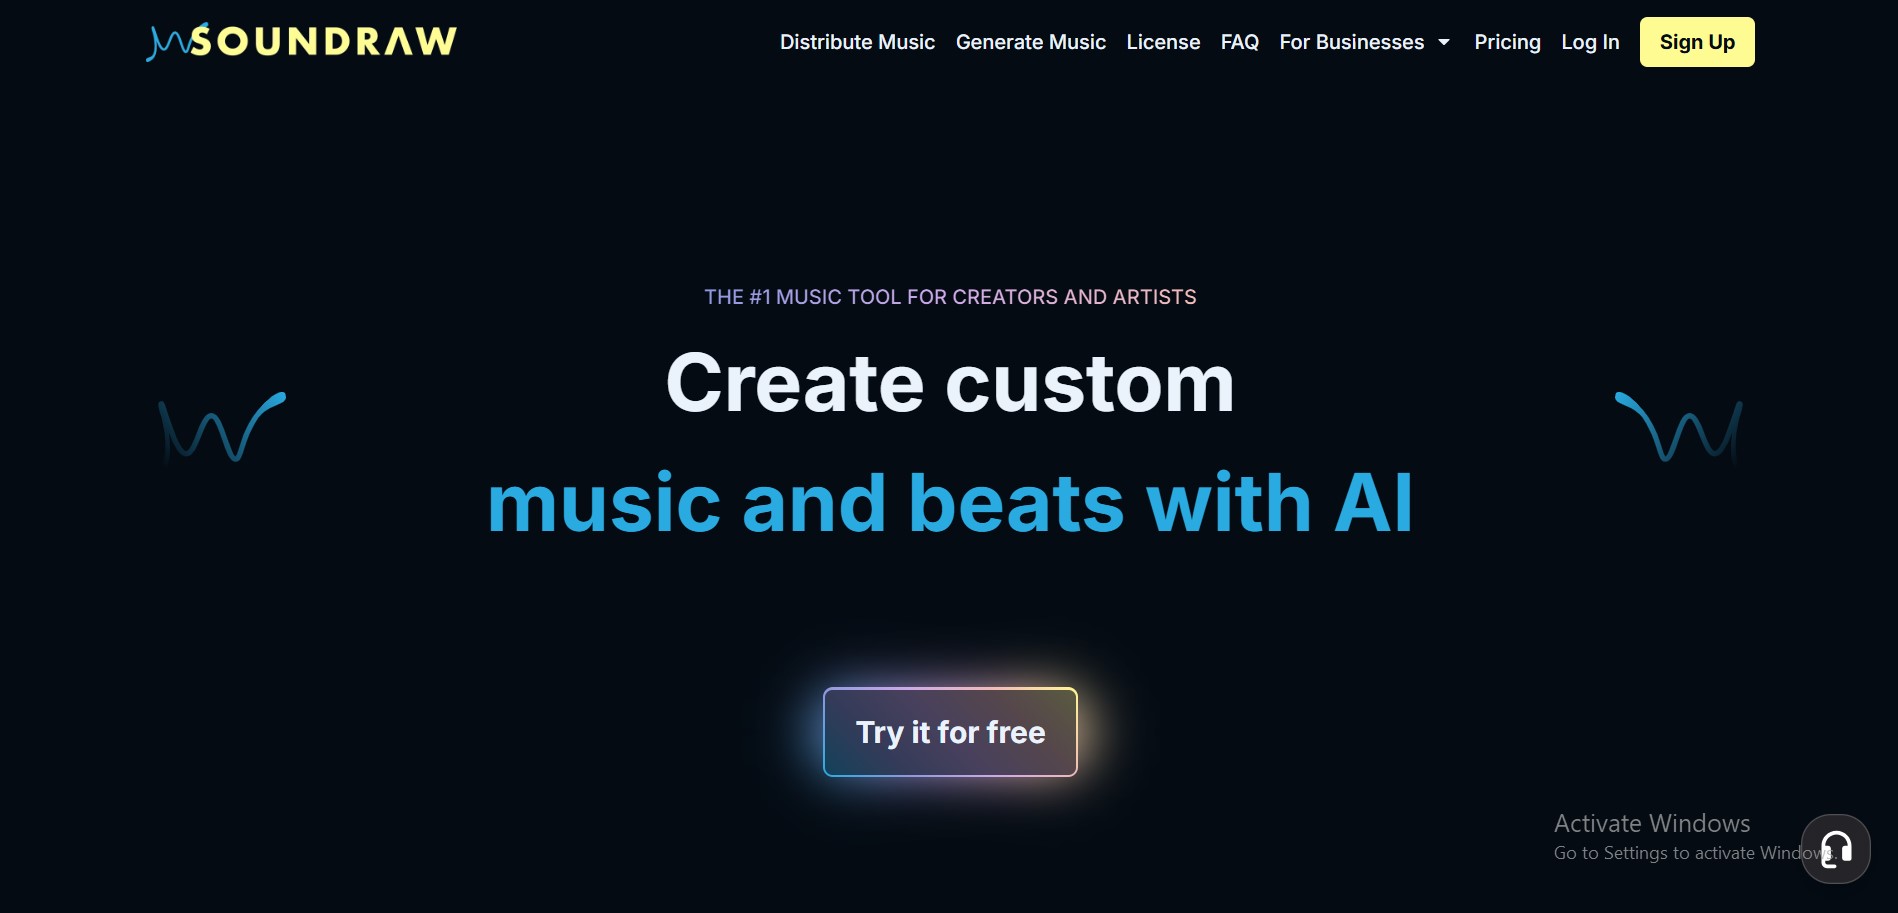 SOUNDRAW
Distribute Music Generate Music License FAQ For Businesses Pricing Log In Sign Up
THE #1 MUSIC TOOL FOR CREATORS AND ARTISTS
Create custom
music and beats with AI
Try it for free
Activate Windows
Go to Settings to activate Windows.